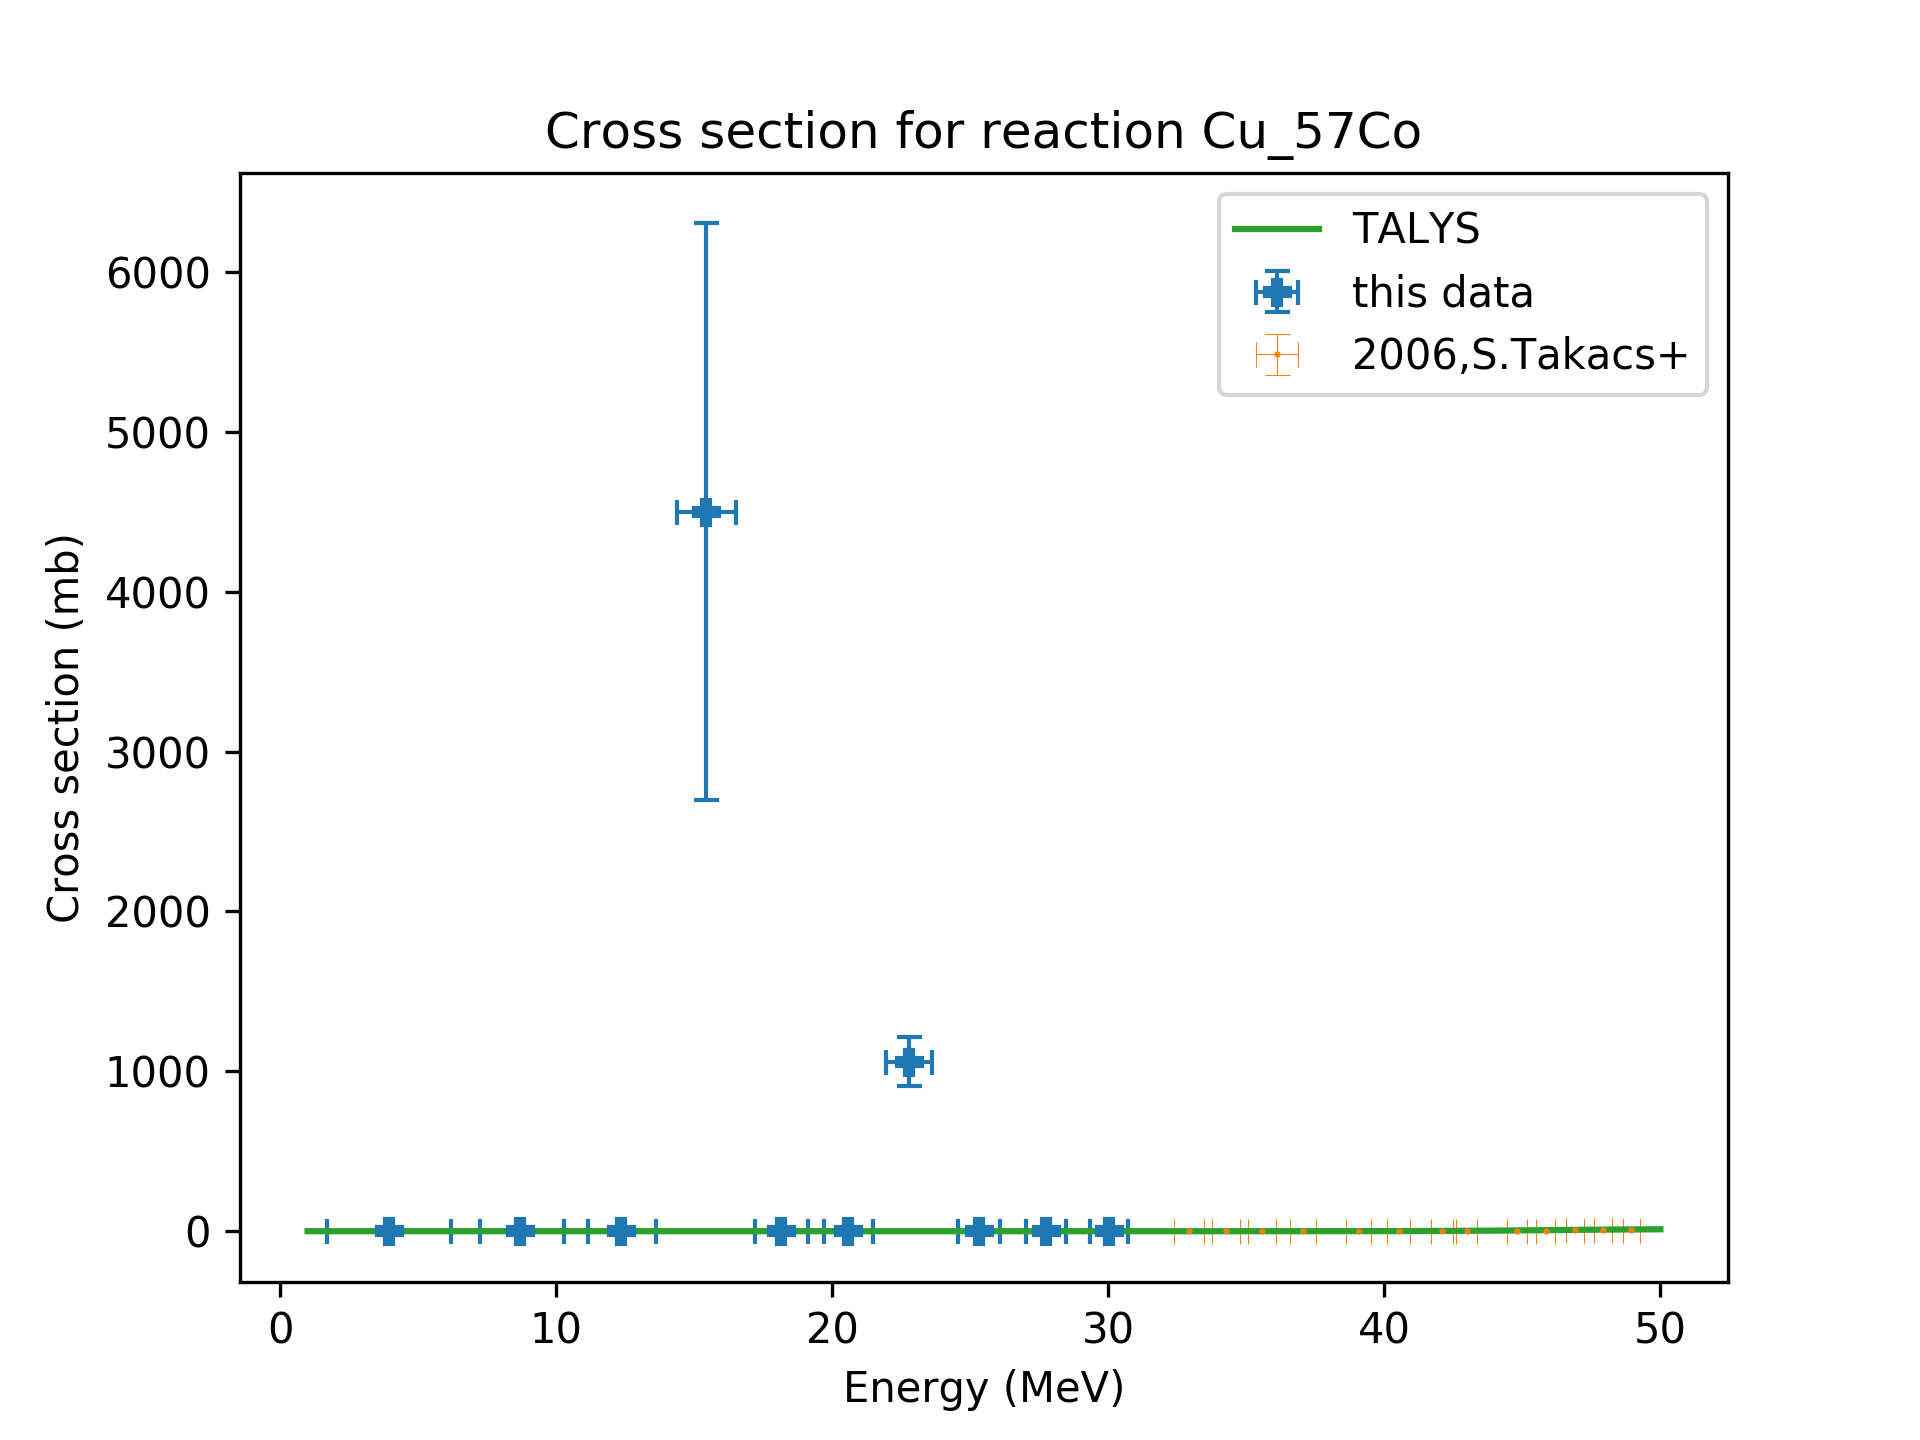 Cross section for reaction Cu_57Co
TALYS
this data
2006,S.Takacs+
6000
5000
4000
3000
2000
1000
0
Cross section (mb)
0 10 20 30 40 50
Energy (MeV)